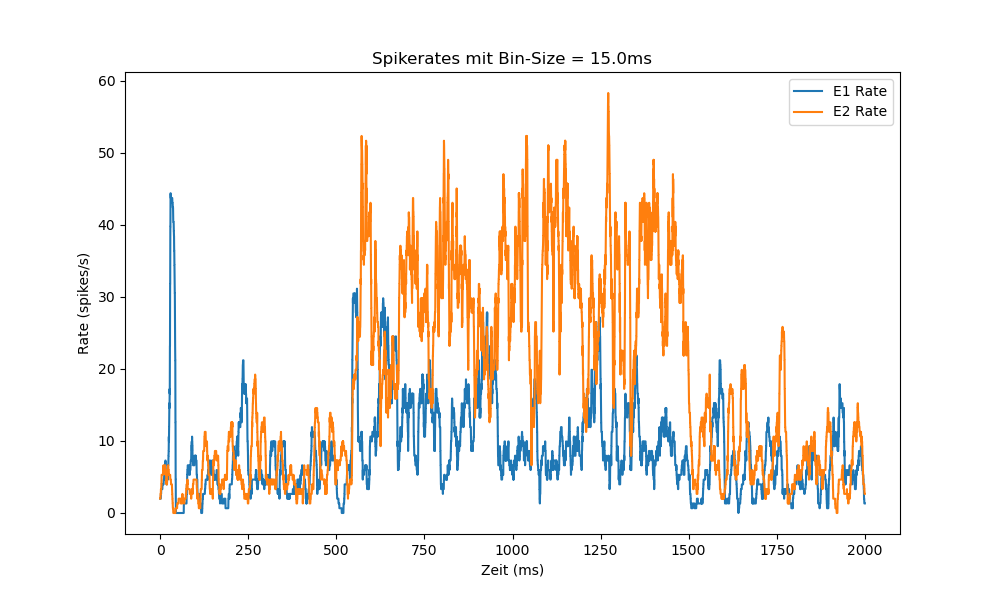 Spikerates mit Bin-Size = 15.0ms
E1 Rate
E2 Rate
60
50
40
30
20
10
0
Rate (spikes/s)
0 250 500 750 1000 1250 1500 1750 2000
Zeit (ms)